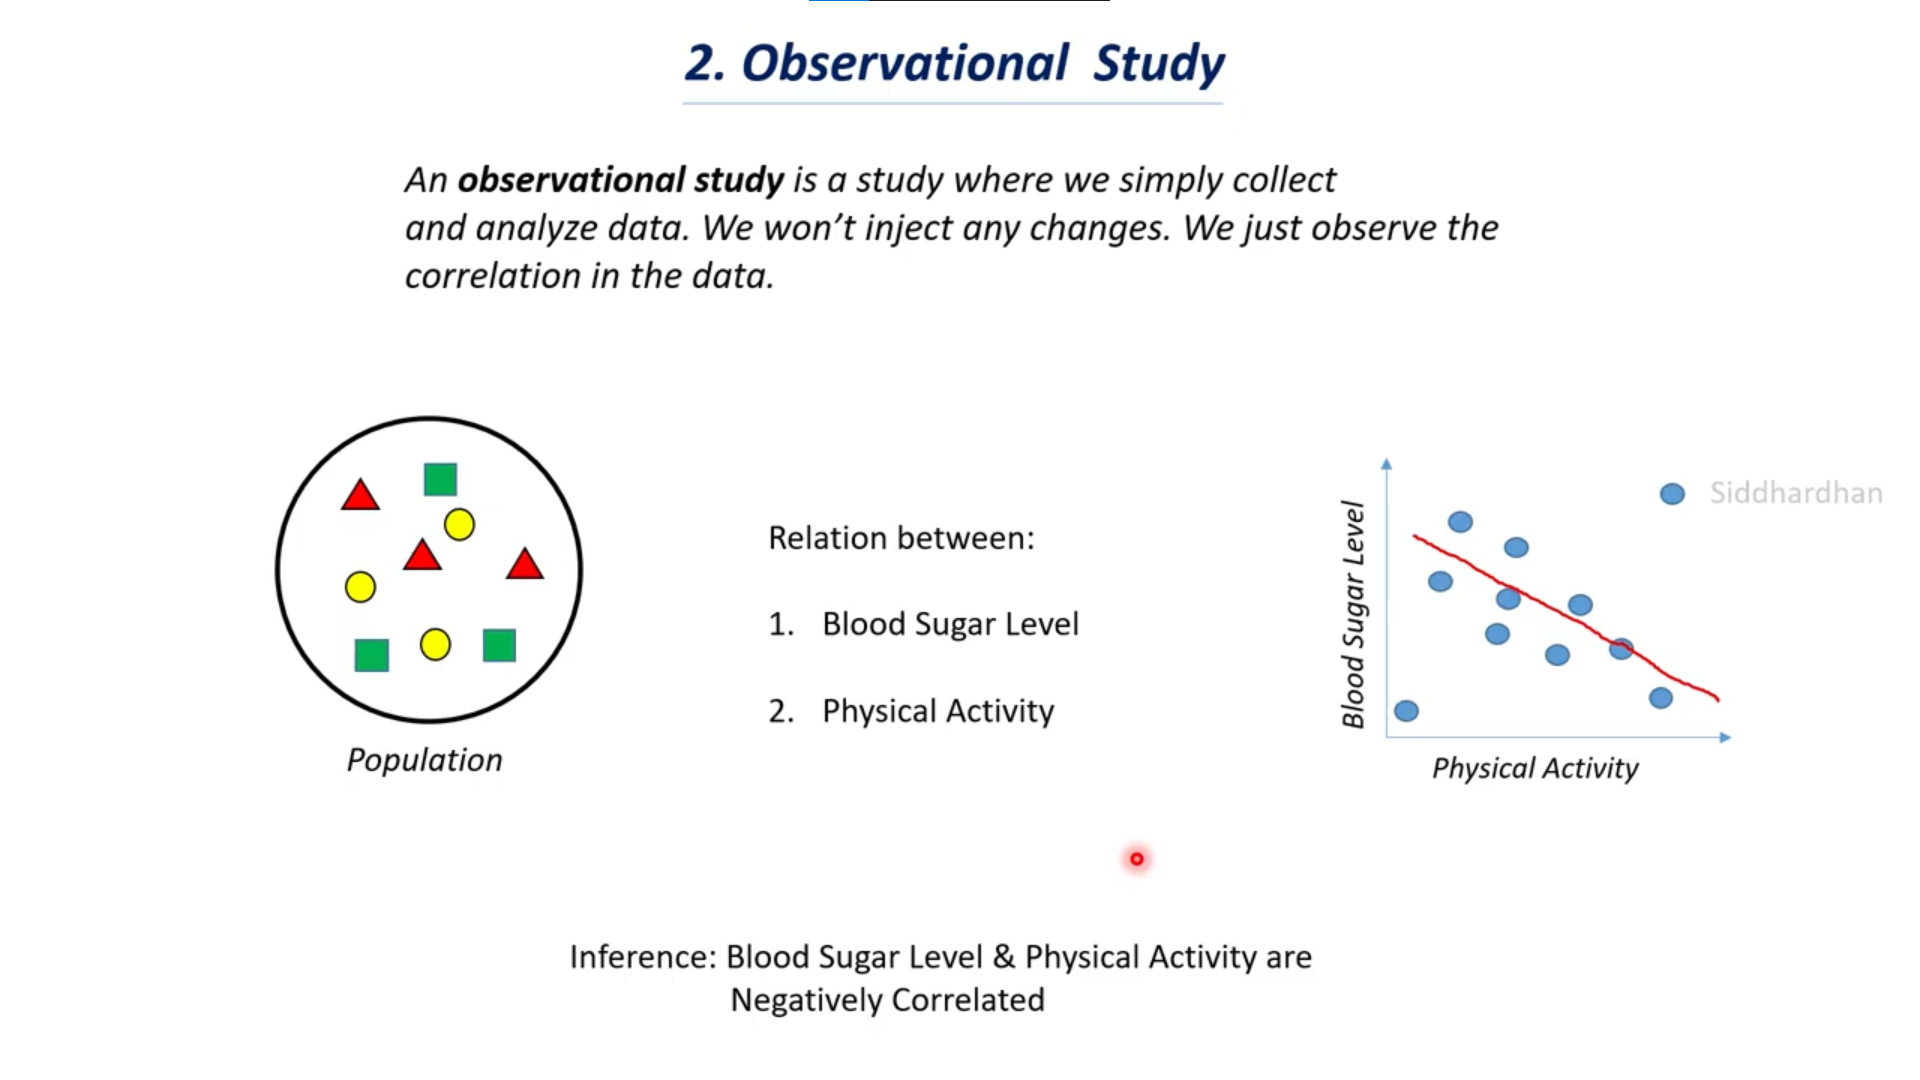 2. Observational Study
An observational study is a study where we simply collect
and analyze data. We won’t inject any changes. We just observe the
correlation in the data.
Population
Relation between:
1. Blood Sugar Level
2. Physical Activity
Blood Sugar Level
Siddhardhan
Physical Activity
Inference: Blood Sugar Level & Physical Activity are
Negatively Correlated